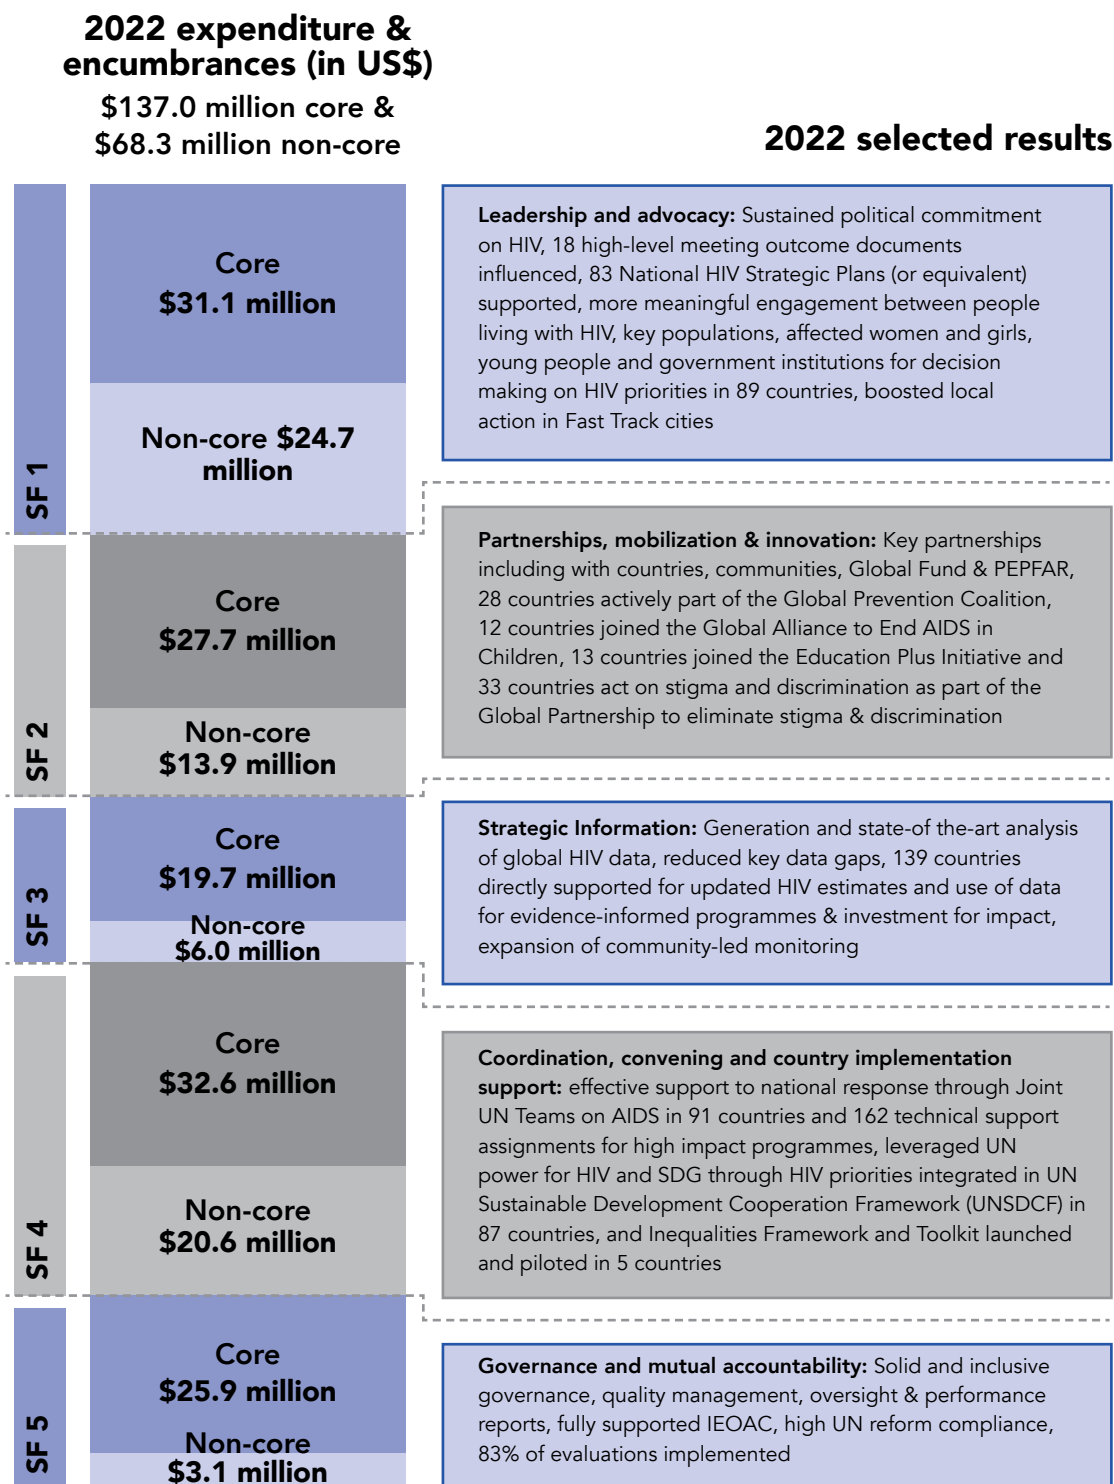 2022 expenditure &
encumbrances (in US$)
$137.0 million core &
$68.3 million non-core
2022 selected results
SF 1
Core
$31.1 million
Non-core $24.7
million
Leadership and advocacy: Sustained political commitment
on HIV, 18 high-level meeting outcome documents
influenced, 83 National HIV Strategic Plans (or equivalent)
supported, more meaningful engagement between people
living with HIV, key populations, affected women and girls,
young people and government institutions for decision
making on HIV priorities in 89 countries, boosted local
action in Fast Track cities
SF 2
Core
$27.7 million
Non-core
$13.9 million
Partnerships, mobilization & innovation: Key partnerships
including with countries, communities, Global Fund & PEPFAR,
28 countries actively part of the Global Prevention Coalition,
12 countries joined the Global Alliance to End AIDS in
Children, 13 countries joined the Education Plus Initiative and
33 countries act on stigma and discrimination as part of the
Global Partnership to eliminate stigma & discrimination
SF 3
Core
$19.7 million
Non-core
$6.0 million
Strategic Information: Generation and state-of the-art analysis
of global HIV data, reduced key data gaps, 139 countries
directly supported for updated HIV estimates and use of data
for evidence-informed programmes & investment for impact,
expansion of community-led monitoring
SF 4
Core
$32.6 million
Non-core
$20.6 million
Coordination, convening and country implementation
support: effective support to national response through Joint
UN Teams on AIDS in 91 countries and 162 technical support
assignments for high impact programmes, leveraged UN
power for HIV and SDG through HIV priorities integrated in UN
Sustainable Development Cooperation Framework (UNSDCF) in
87 countries, and Inequalities Framework and Toolkit launched
and piloted in 5 countries
SF 5
Core
$25.9 million
Non-core
$3.1 million
Governance and mutual accountability: Solid and inclusive
governance, quality management, oversight & performance
reports, fully supported IEOAC, high UN reform compliance,
83% of evaluations implemented